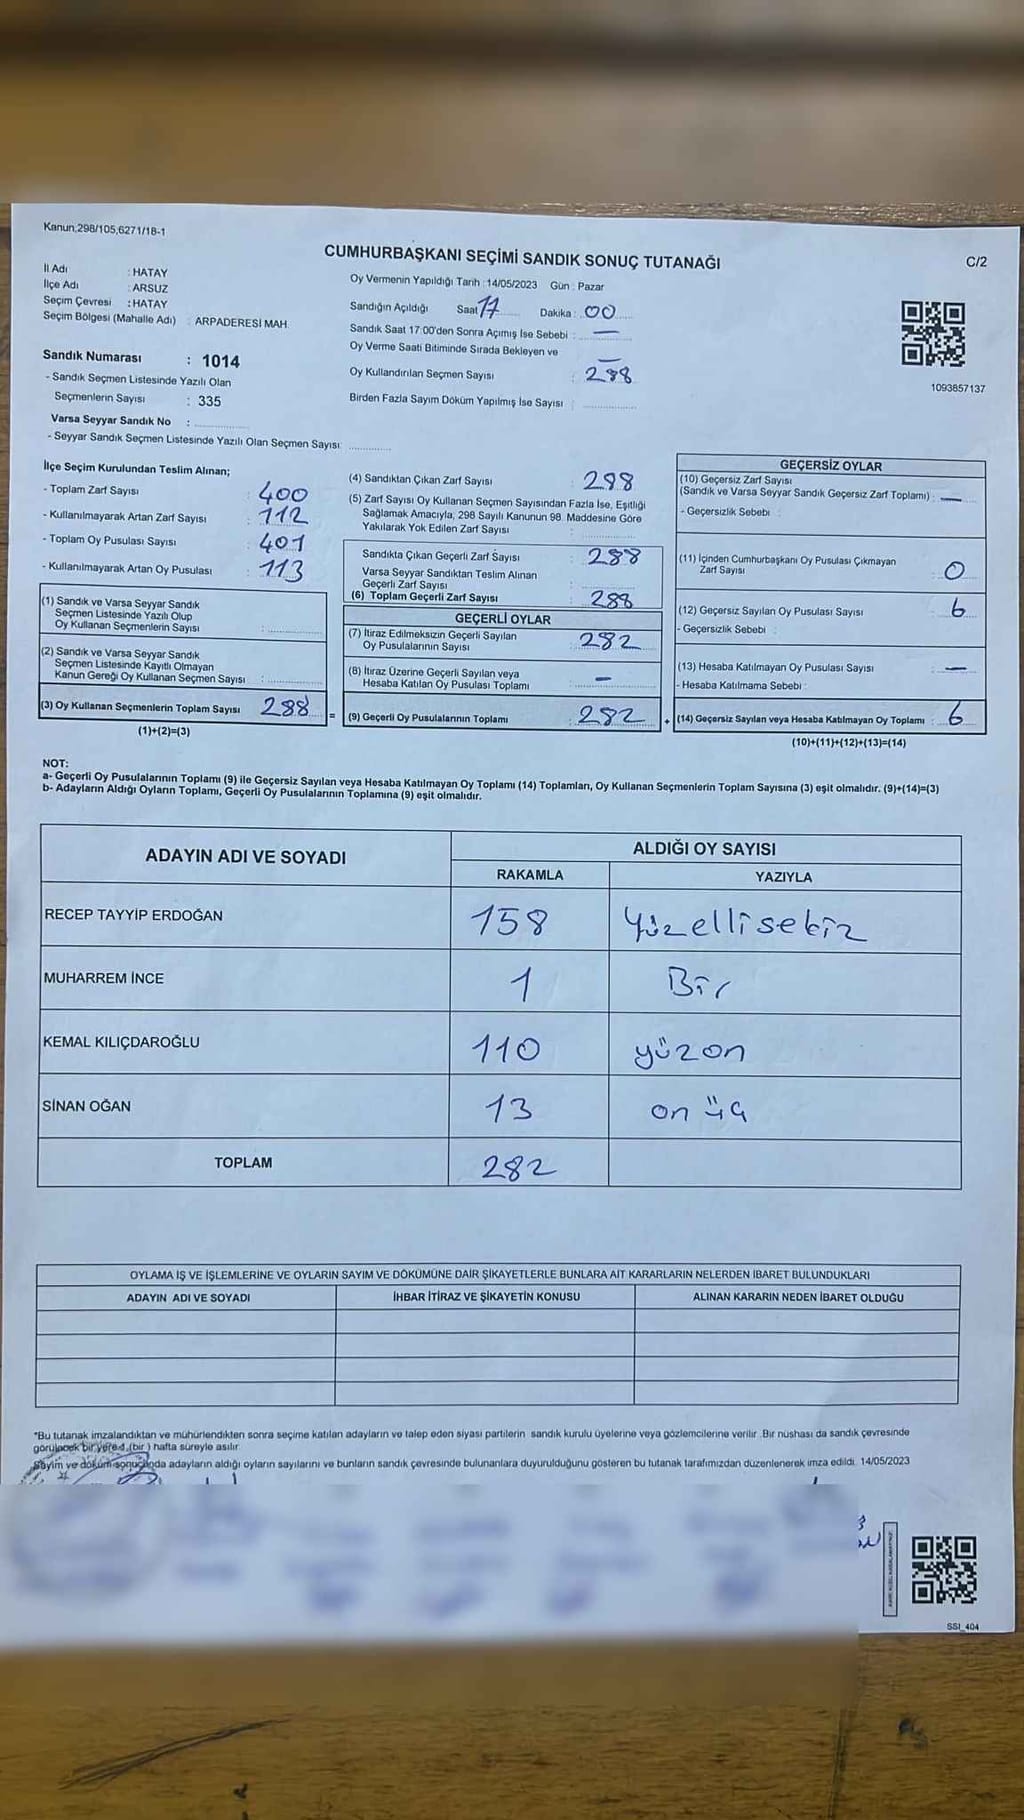 Kanun,298/105,6271/18-1
CUMHURBAŞKANI SEÇİMİ SANDIK SONUÇ TUTANAĞI
C/2
İl Adı : HATAY
İlçe Adı : ARSUZ
Seçim Çevresi : HATAY
Seçim Bölgesi (Mahalle Adı) : ARPADERESİ MAH.
Sandık Numarası : 1014
- Sandık Seçmen Listesinde Yazılı Olan
Seçmenlerin Sayısı : 335
Varsa Seyyar Sandık No :
- Seyyar Sandık Seçmen Listesinde Yazılı Olan Seçmen Sayısı:
Oy Vermenin Yapıldığı Tarih : 14/05/2023 Gün : Pazar
Sandığın Açıldığı Saat 17 Dakika : 00
Sandık Saat 17:00'den Sonra Açımış İse Sebebi : —
Oy Verme Saati Bitiminde Sırada Bekleyen ve —
Oy Kullandırılan Seçmen Sayısı : 288
Birden Fazla Sayım Döküm Yapılmış İse Sayısı :
1093857137
İlçe Seçim Kurulundan Teslim Alınan;
- Toplam Zarf Sayısı : 400
- Kullanılmayarak Artan Zarf Sayısı : 112
- Toplam Oy Pusulası Sayısı : 401
- Kullanılmayarak Artan Oy Pusulası : 113
(1) Sandık ve Varsa Seyyar Sandık
Seçmen Listesinde Yazılı Olup
Oy Kullanan Seçmenlerin Sayısı :
(2) Sandık ve Varsa Seyyar Sandık
Seçmen Listesinde Kayıtlı Olmayan
Kanun Gereği Oy Kullanan Seçmen Sayısı :
(3) Oy Kullanan Seçmenlerin Toplam Sayısı 288 =
(1)+(2)=(3)
(4) Sandıktan Çıkan Zarf Sayısı : 288
(5) Zarf Sayısı Oy Kullanan Seçmen Sayısından Fazla İse, Eşitliği
Sağlamak Amacıyla, 298 Sayılı Kanunun 98. Maddesine Göre
Yakılarak Yok Edilen Zarf Sayısı :
Sandıkta Çıkan Geçerli Zarf Sayısı : 288
Varsa Seyyar Sandıktan Teslim Alınan
Geçerli Zarf Sayısı :
(6) Toplam Geçerli Zarf Sayısı : 288
GEÇERLİ OYLAR
(7) İtiraz Edilmeksizin Geçerli Sayılan
Oy Pusulalarının Sayısı : 282
(8) İtiraz Üzerine Geçerli Sayılan veya
Hesaba Katılan Oy Pusulası Toplamı : —
(9) Geçerli Oy Pusulalarının Toplamı : 282 +
GEÇERSİZ OYLAR
(10) Geçersiz Zarf Sayısı
(Sandık ve Varsa Seyyar Sandık Geçersiz Zarf Toplamı) : —
- Geçersizlik Sebebi :
(11) İçinden Cumhurbaşkanı Oy Pusulası Çıkmayan
Zarf Sayısı : 0
(12) Geçersiz Sayılan Oy Pusulası Sayısı : 6
- Geçersizlik Sebebi :
(13) Hesaba Katılmayan Oy Pusulası Sayısı : —
- Hesaba Katılmama Sebebi :
(14) Geçersiz Sayılan veya Hesaba Katılmayan Oy Toplamı : 6
(10)+(11)+(12)+(13)=(14)
NOT:
a- Geçerli Oy Pusulalarının Toplamı (9) ile Geçersiz Sayılan veya Hesaba Katılmayan Oy Toplamı (14) Toplamları, Oy Kullanan Seçmenlerin Toplam Sayısına (3) eşit olmalıdır. (9)+(14)=(3)
b- Adayların Aldığı Oyların Toplamı, Geçerli Oy Pusulalarının Toplamına (9) eşit olmalıdır.
ADAYIN ADI VE SOYADI ALDIĞI OY SAYISI
RAKAMLA YAZIYLA
RECEP TAYYİP ERDOĞAN 158 Yüzellisekiz
MUHARREM İNCE 1 Bir
KEMAL KILIÇDAROĞLU 110 yüzon
SİNAN OĞAN 13 on üç
TOPLAM 282
OYLAMA İŞ VE İŞLEMLERİNE VE OYLARIN SAYIM VE DÖKÜMÜNE DAİR ŞİKAYETLERLE BUNLARA AİT KARARLARIN NELERDEN İBARET BULUNDUKLARI
ADAYIN ADI VE SOYADI İHBAR İTİRAZ VE ŞİKAYETİN KONUSU ALINAN KARARIN NEDEN İBARET OLDUĞU
*Bu tutanak imzalandıktan ve mühürlendikten sonra seçime katılan adayların ve talep eden siyasi partilerin sandık kurulu üyelerine veya gözlemcilerine verilir. Bir nüshası da sandık çevresinde
görülecek bir yere 1 (bir ) hafta süreyle asılır.
Sayım ve döküm sonucunda adayların aldığı oyların sayılarını ve bunların sandık çevresinde bulunanlara duyurulduğunu gösteren bu tutanak tarafımızdan düzenlenerek imza edildi. 14/05/2023
SSI_404